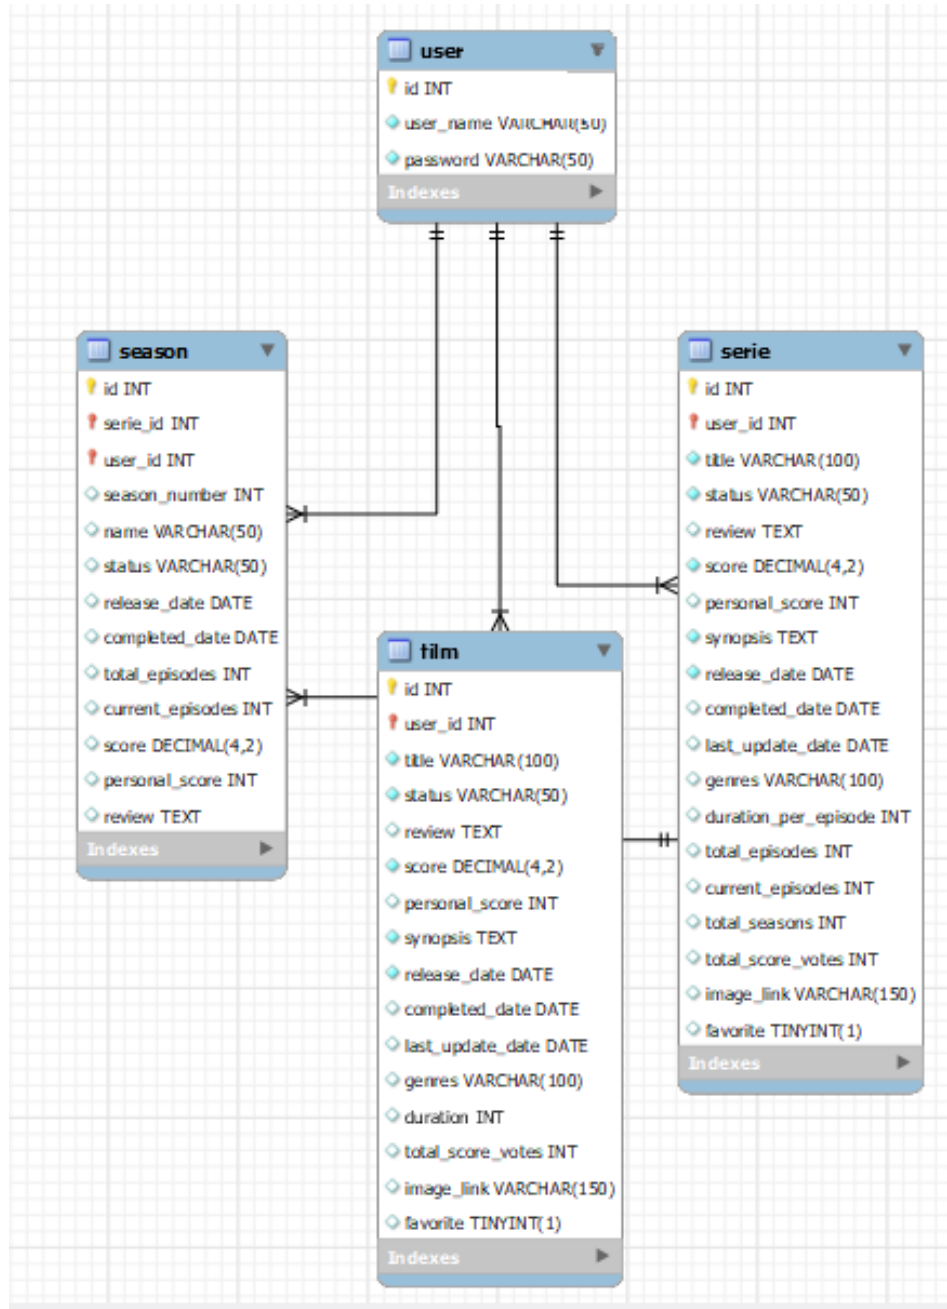 user
id INT
user_name VARCHAR(50)
password VARCHAR(50)
Indexes
season
id INT
serie_id INT
user_id INT
season_number INT
name VARCHAR(50)
status VARCHAR(50)
release_date DATE
completed_date DATE
total_episodes INT
current_episodes INT
score DECIMAL(4,2)
personal_score INT
review TEXT
Indexes
film
id INT
user_id INT
title VARCHAR(100)
status VARCHAR(50)
review TEXT
score DECIMAL(4,2)
personal_score INT
synopsis TEXT
release_date DATE
completed_date DATE
last_update_date DATE
genres VARCHAR(100)
duration INT
total_score_votes INT
image_link VARCHAR(150)
favorite TINYINT(1)
Indexes
serie
id INT
user_id INT
title VARCHAR(100)
status VARCHAR(50)
review TEXT
score DECIMAL(4,2)
personal_score INT
synopsis TEXT
release_date DATE
completed_date DATE
last_update_date DATE
genres VARCHAR(100)
duration_per_episode INT
total_episodes INT
current_episodes INT
total_seasons INT
total_score_votes INT
image_link VARCHAR(150)
favorite TINYINT(1)
Indexes